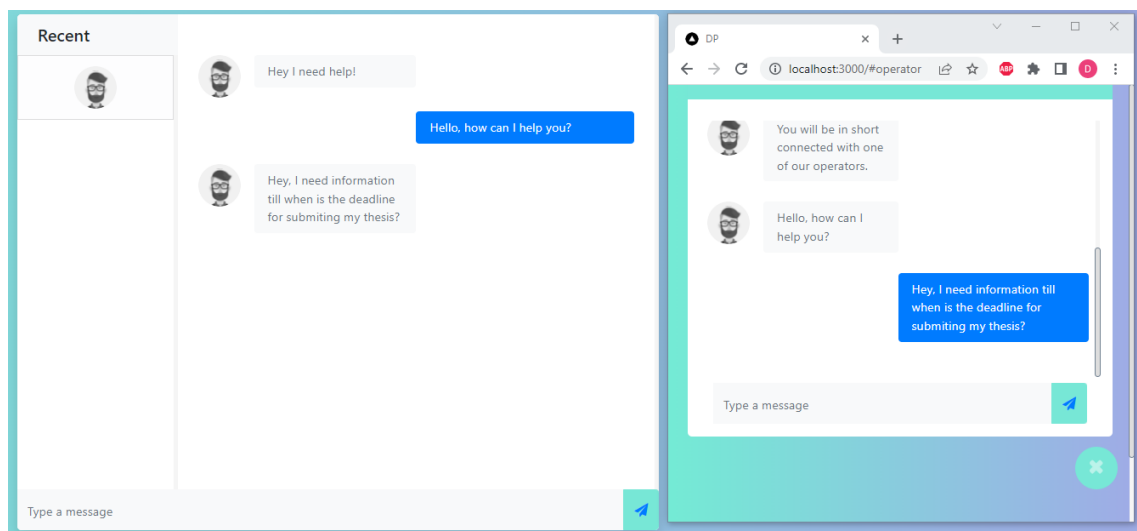 Recent
Hey I need help!
Hello, how can I help you?
Hey, I need information
till when is the deadline
for submiting my thesis?
Type a message
DP
localhost:3000/#operator
ABP
D
You will be in short
connected with one
of our operators.
Hello, how can I
help you?
Hey, I need information till
when is the deadline for
submiting my thesis?
Type a message